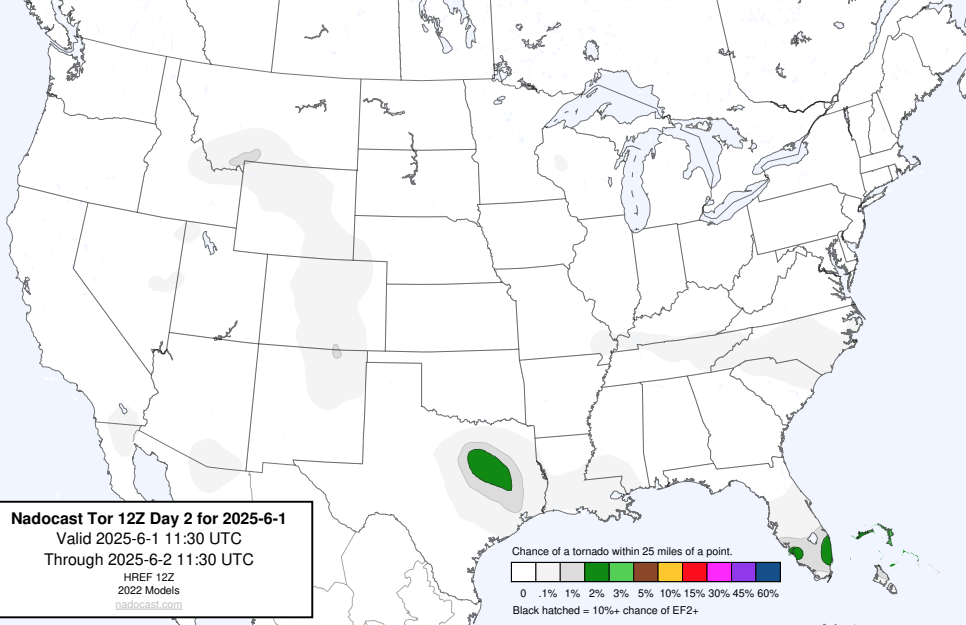 Nadocast Tor 12Z Day 2 for 2025-6-1
Valid 2025-6-1 11:30 UTC
Through 2025-6-2 11:30 UTC
HREF 12Z
2022 Models
nadocast.com
Chance of a tornado within 25 miles of a point.
0 .1% 1% 2% 3% 5% 10% 15% 30% 45% 60%
Black hatched = 10%+ chance of EF2+